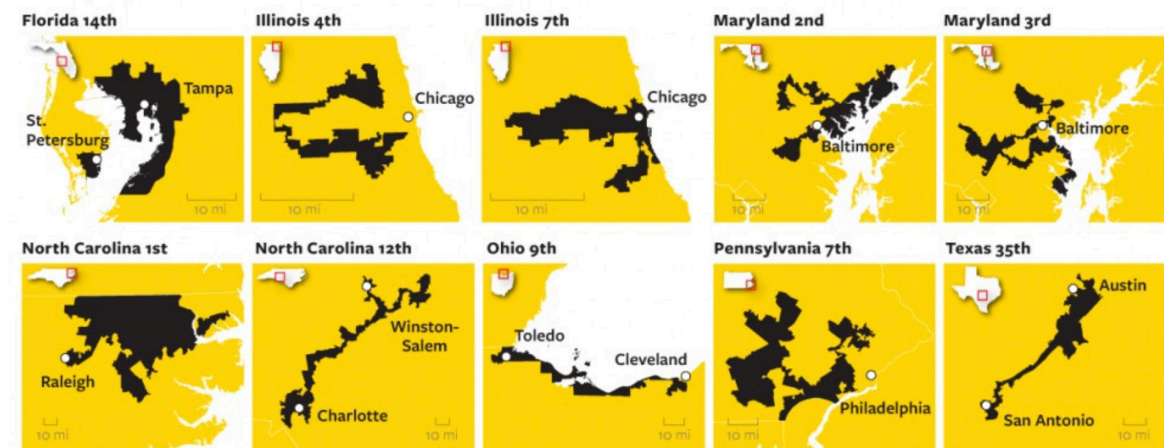 Florida 14th
Tampa
St.
Petersburg
10 mi
Illinois 4th
Chicago
10 mi
Illinois 7th
Chicago
10 mi
Maryland 2nd
Baltimore
10 mi
Maryland 3rd
Baltimore
10 mi
North Carolina 1st
Raleigh
10 mi
North Carolina 12th
Winston-
Salem
Charlotte
10 mi
Ohio 9th
Toledo
Cleveland
10 mi
Pennsylvania 7th
Philadelphia
10 mi
Texas 35th
Austin
San Antonio
10 mi